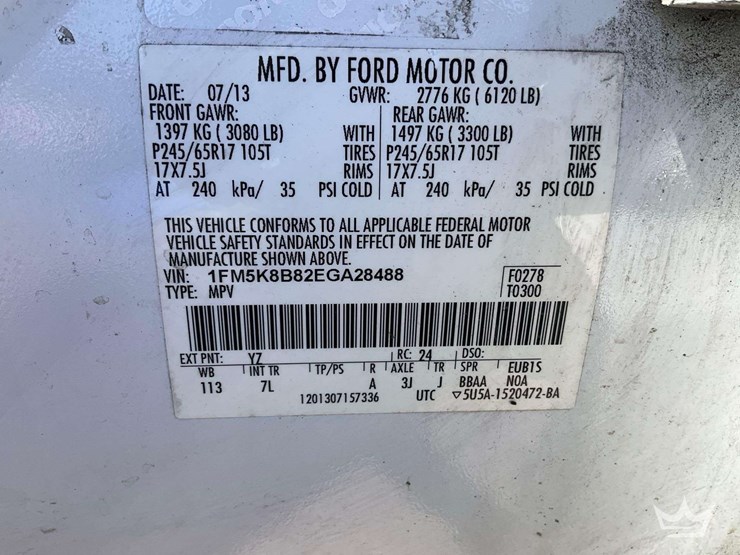 MFD. BY FORD MOTOR CO.
DATE: 07/13 GVWR: 2776 KG ( 6120 LB)
FRONT GAWR: REAR GAWR:
1397 KG ( 3080 LB) WITH 1497 KG ( 3300 LB) WITH
P245/65R17 105T TIRES P245/65R17 105T TIRES
17X7.5J RIMS 17X7.5J RIMS
AT 240 kPa/ 35 PSI COLD AT 240 kPa/ 35 PSI COLD
THIS VEHICLE CONFORMS TO ALL APPLICABLE FEDERAL MOTOR
VEHICLE SAFETY STANDARDS IN EFFECT ON THE DATE OF
MANUFACTURE SHOWN ABOVE.
VIN: 1FM5K8B82EGA28488 F0278
TYPE: MPV T0300
EXT PNT: YZ RC: 24 DSO:
WB INT TR TP/PS R AXLE TR SPR EUB1S
113 7L A 3J J BBAA NOA
1201307157336 UTC ▽5U5A-1520472-BA